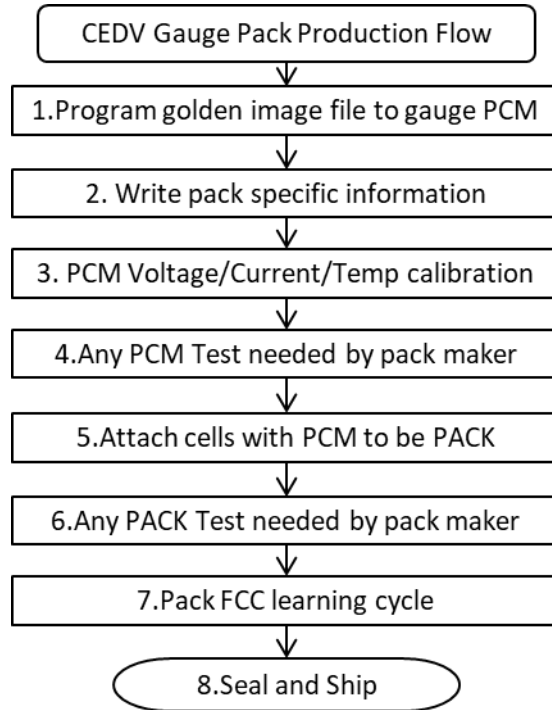 CEDV Gauge Pack Production Flow
1.Program golden image file to gauge PCM
2. Write pack specific information
3. PCM Voltage/Current/Temp calibration
4.Any PCM Test needed by pack maker
5.Attach cells with PCM to be PACK
6.Any PACK Test needed by pack maker
7.Pack FCC learning cycle
8.Seal and Ship